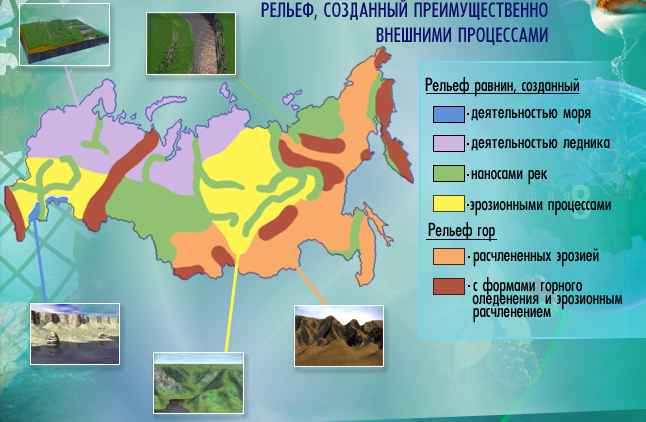 РЕЛЬЕФ, СОЗДАННЫЙ ПРЕИМУЩЕСТВЕННО
ВНЕШНИМИ ПРОЦЕССАМИ
Рельеф равнин, созданный
-деятельностью моря
-деятельностью ледника
-наносами рек
-эрозионными процессами
Рельеф гор
-расчлененных эрозией
-с формами горного
оледенения и эрозионным
расчленением